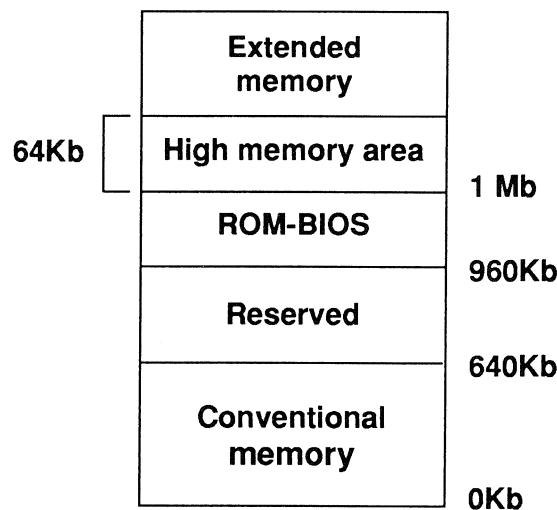 Extended
memory
64Kb
High memory area
1 Mb
ROM-BIOS
960Kb
Reserved
640Kb
Conventional
memory
0Kb